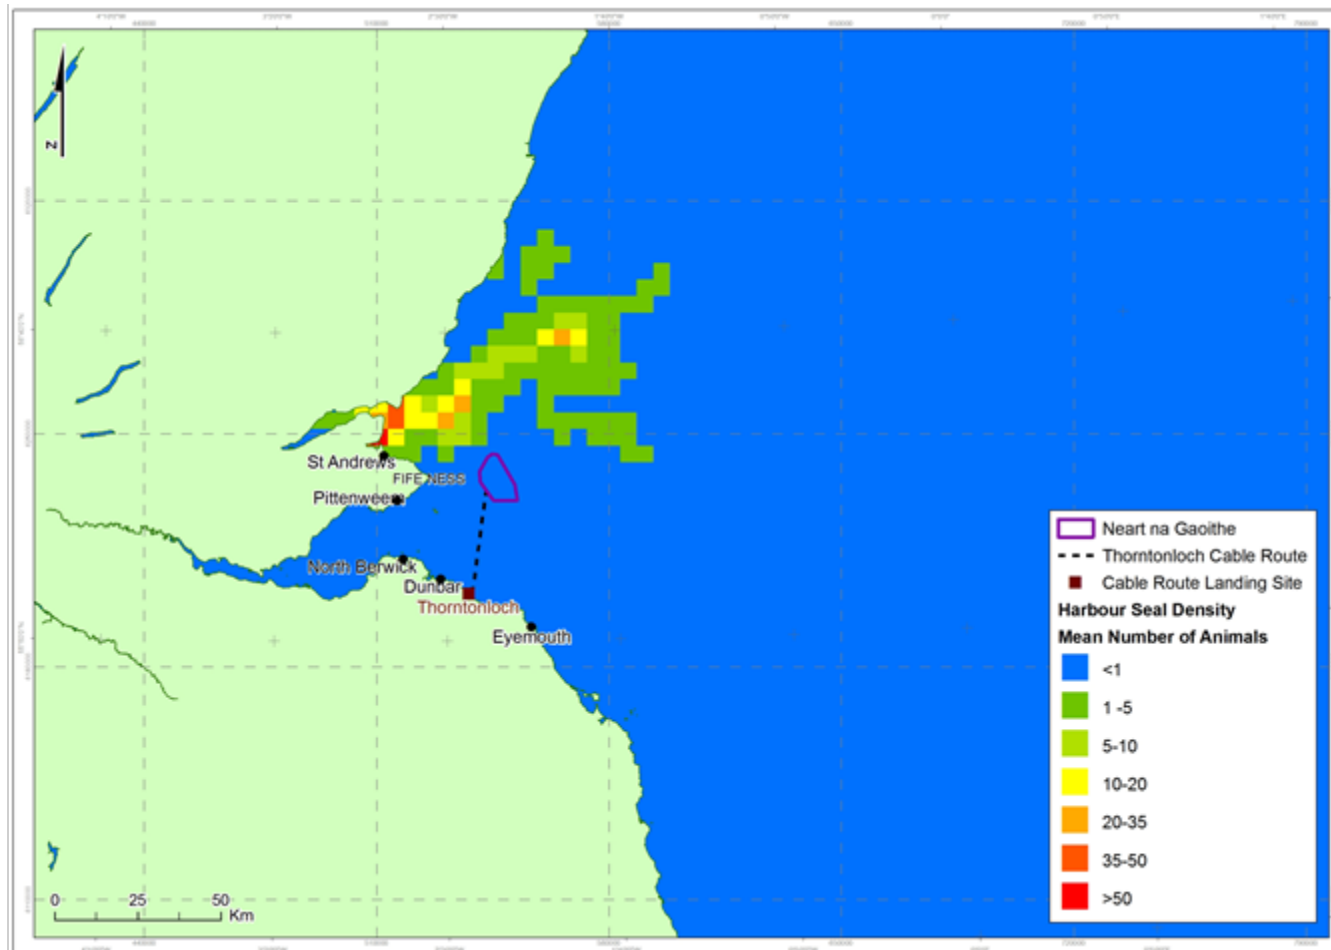 N
St Andrews
FIFE NESS
Pittenweem
North Berwick
Dunbar
Thorntonloch
Eyemouth
Neart na Gaoithe
Thorntonloch Cable Route
Cable Route Landing Site
Harbour Seal Density
Mean Number of Animals
<1
1 -5
5-10
10-20
20-35
35-50
>50
0 25 50
Km